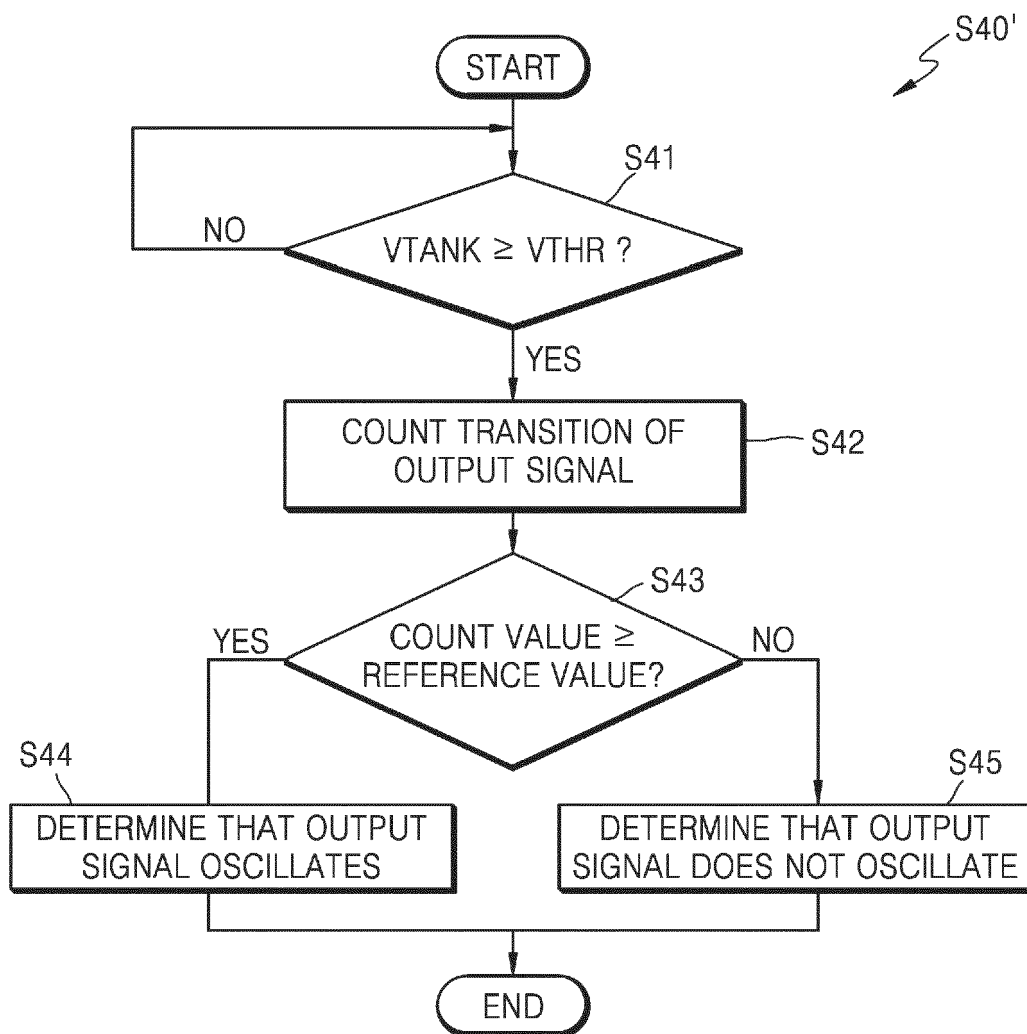 S40'
START
S41
NO
VTANK ≥ VTHR ?
YES
COUNT TRANSITION OF
OUTPUT SIGNAL
S42
S43
YES
COUNT VALUE ≥
REFERENCE VALUE?
NO
S44
S45
DETERMINE THAT OUTPUT
SIGNAL OSCILLATES
DETERMINE THAT OUTPUT
SIGNAL DOES NOT OSCILLATE
END